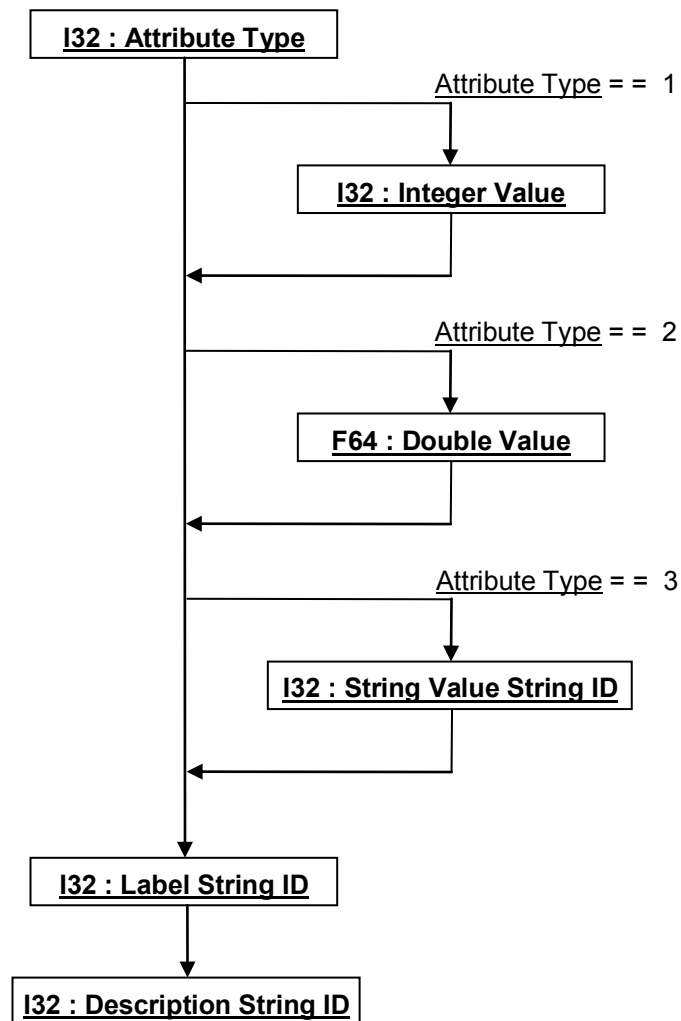 I32 : Attribute Type
Attribute Type = = 1
I32 : Integer Value
Attribute Type = = 2
F64 : Double Value
Attribute Type = = 3
I32 : String Value String ID
I32 : Label String ID
I32 : Description String ID